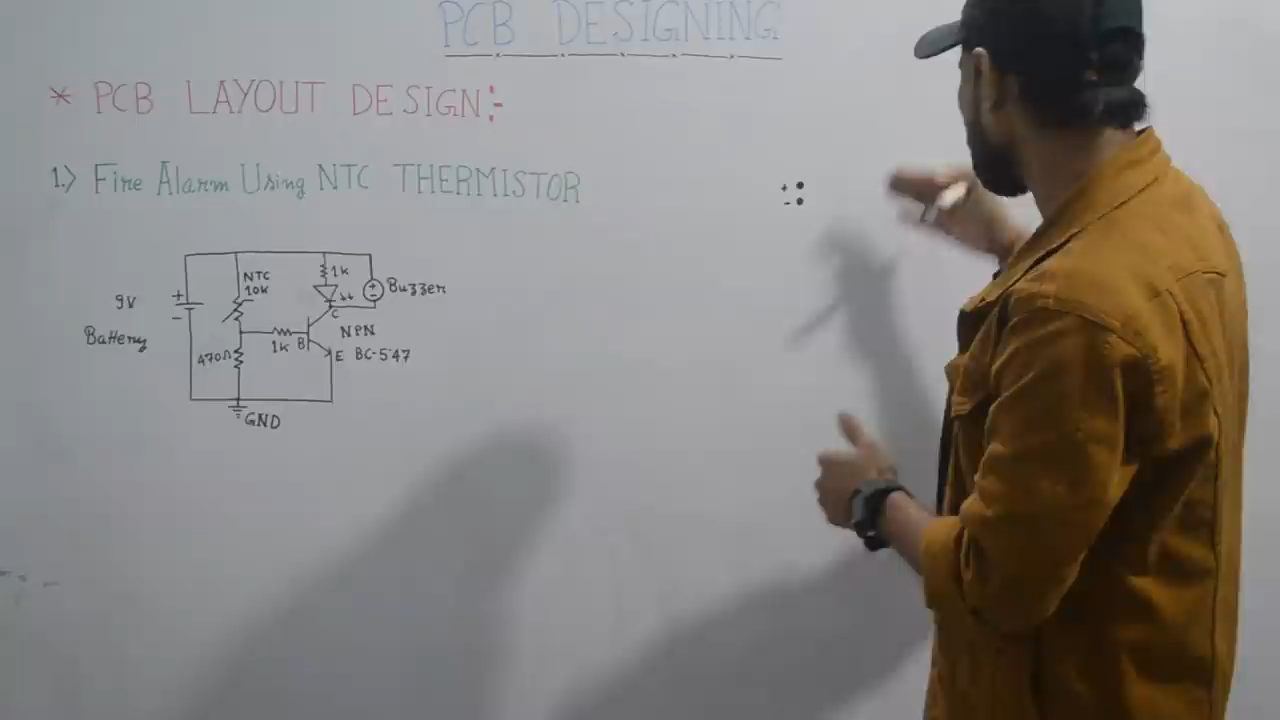 PCB DESIGNING
* PCB LAYOUT DESIGN:-
1.) Fire Alarm Using NTC THERMISTOR
+
-
NTC
10K
1K
Buzzer
+
-
9V
Battery
+
-
C
NPN
1K
B
470Ω
E
BC-547
GND